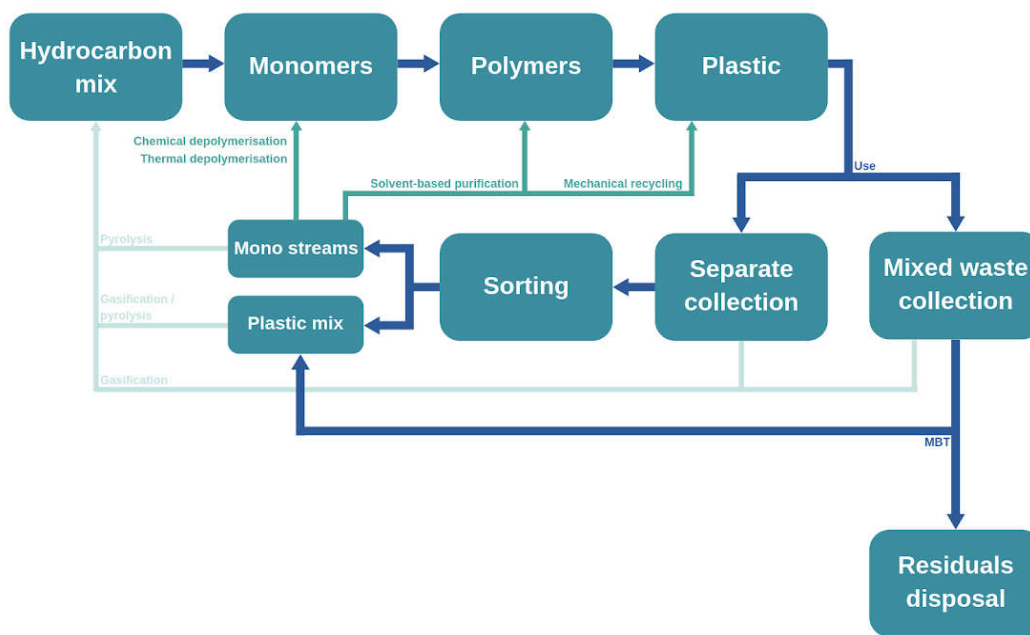 Hydrocarbon
mix
Monomers
Polymers
Plastic
Chemical depolymerisation
Thermal depolymerisation
Solvent-based purification
Mechanical recycling
Use
Pyrolysis
Mono streams
Gasification /
pyrolysis
Plastic mix
Sorting
Separate
collection
Mixed waste
collection
Gasification
MBT
Residuals
disposal